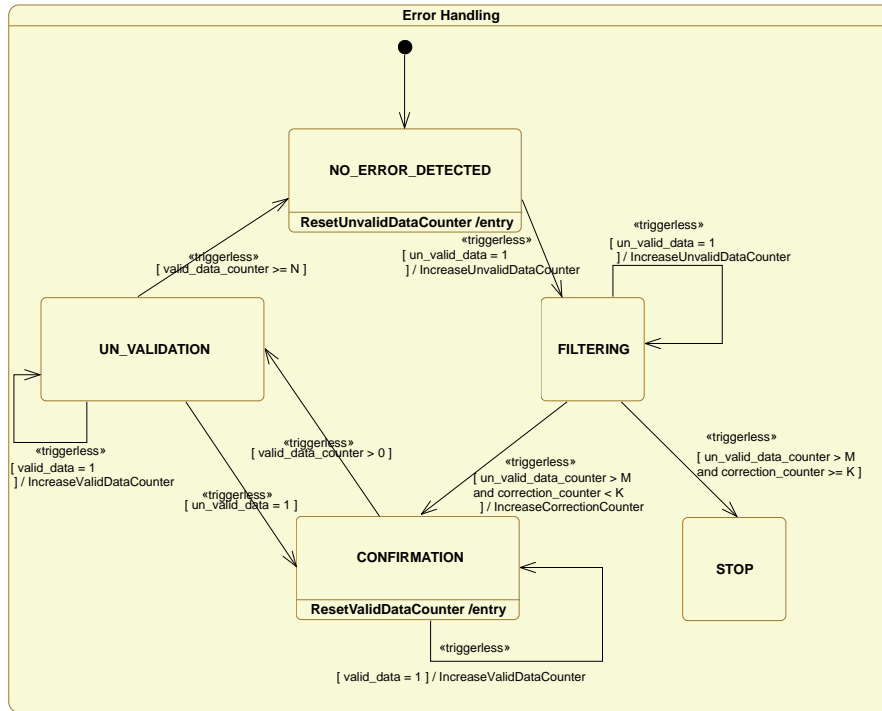 Error Handling
NO_ERROR_DETECTED
ResetUnvalidDataCounter /entry
«triggerless»
[ un_valid_data = 1
] / IncreaseUnvalidDataCounter
«triggerless»
[ un_valid_data = 1
] / IncreaseUnvalidDataCounter
«triggerless»
[ valid_data_counter >= N ]
UN_VALIDATION
FILTERING
«triggerless»
[ valid_data = 1
] / IncreaseValidDataCounter
«triggerless»
[ valid_data_counter > 0 ]
«triggerless»
[ un_valid_data_counter > M
and correction_counter < K
] / IncreaseCorrectionCounter
«triggerless»
[ un_valid_data_counter > M
and correction_counter >= K ]
«triggerless»
[ un_valid_data = 1 ]
CONFIRMATION
ResetValidDataCounter /entry
STOP
«triggerless»
[ valid_data = 1 ] / IncreaseValidDataCounter